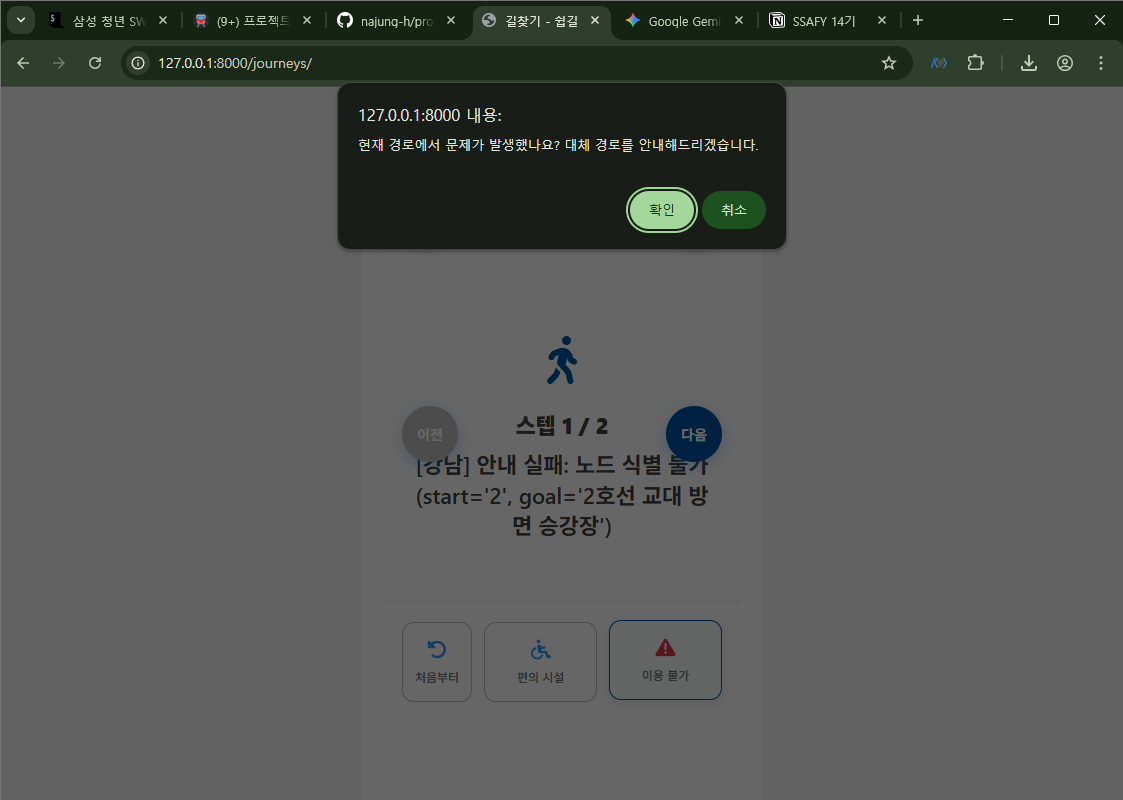 삼성 청년 SW
(9+) 프로젝트
najung-h/pro
길찾기 - 쉽길
Google Gemi
SSAFY 14기
127.0.0.1:8000/journeys/
127.0.0.1:8000 내용:
현재 경로에서 문제가 발생했나요? 대체 경로를 안내해드리겠습니다.
확인
취소
스텝 1 / 2
이전
다음
[강남] 안내 실패: 노드 식별 불가
(start='2', goal='2호선 교대 방
면 승강장')
처음부터
편의 시설
이용 불가